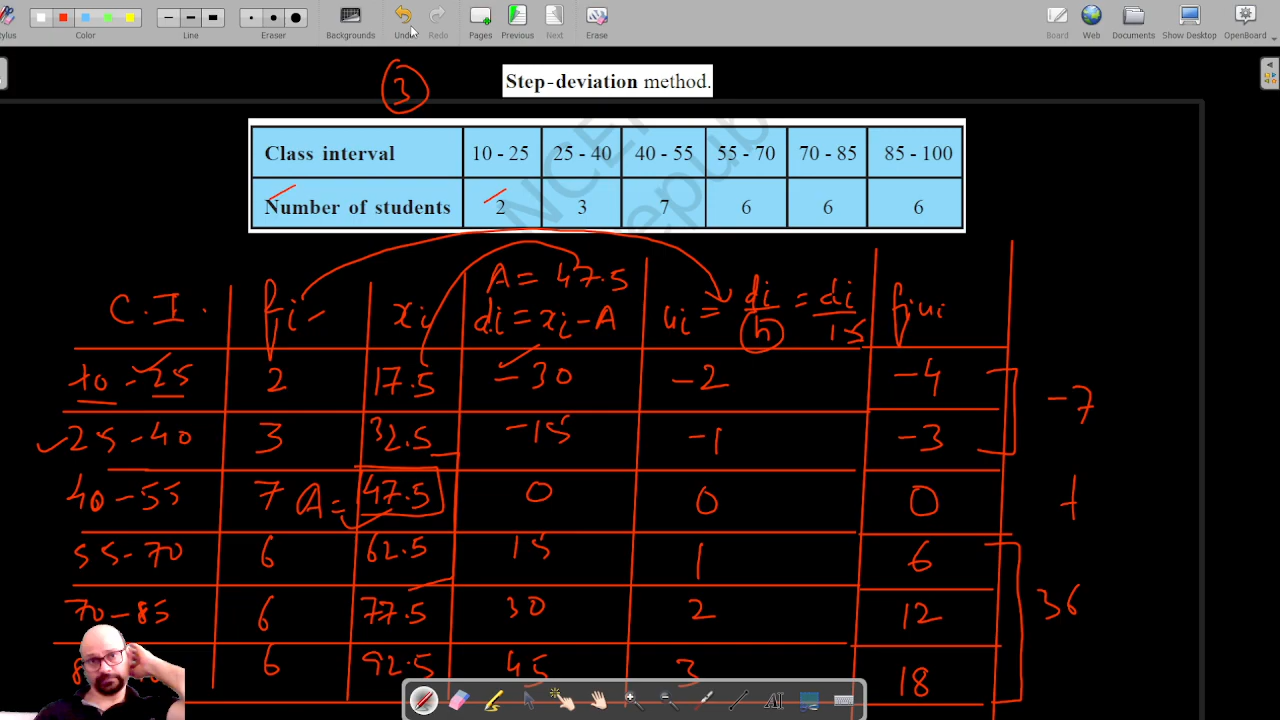 tylus Color Line Eraser Backgrounds Undo Redo Pages Previous Next Erase Board Web Documents Show Desktop OpenBoard
3
Step-deviation method.
Class interval 10 - 25 25 - 40 40 - 55 55 - 70 70 - 85 85 - 100
Number of students 2 3 7 6 6 6
A = 47.5
C.I. fi xi di = xi - A ui = di/h = di/15 fiui
10 - 25 2 17.5 -30 -2 -4
-7
25-40 3 32.5 -15 -1 -3
40-55 7 A = 47.5 0 0 0 +
55-70 6 62.5 15 1 6
36
70-85 6 77.5 30 2 12
8 6 92.5 45 3 18